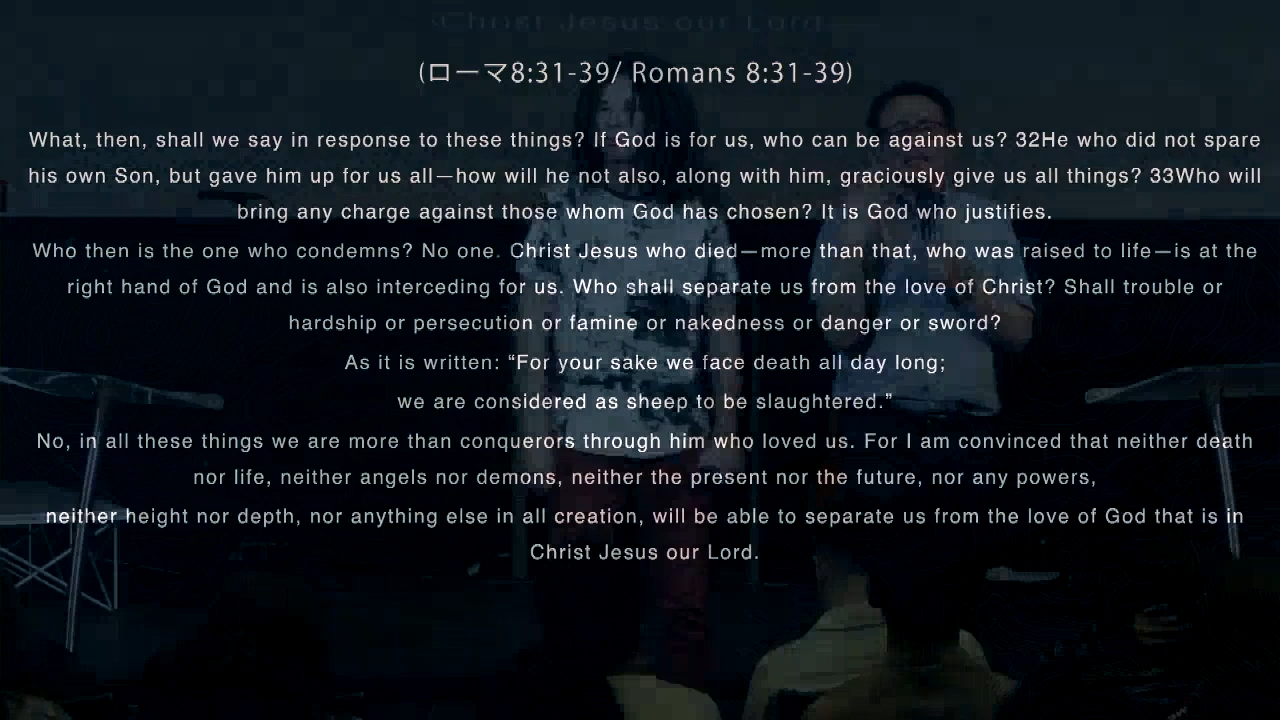 Christ Jesus our Lord
(ローマ8:31-39/ Romans 8:31-39)
What, then, shall we say in response to these things? If God is for us, who can be against us? 32He who did not spare
his own Son, but gave him up for us all—how will he not also, along with him, graciously give us all things? 33Who will
bring any charge against those whom God has chosen? It is God who justifies.
Who then is the one who condemns? No one. Christ Jesus who died—more than that, who was raised to life—is at the
right hand of God and is also interceding for us. Who shall separate us from the love of Christ? Shall trouble or
hardship or persecution or famine or nakedness or danger or sword?
As it is written: “For your sake we face death all day long;
we are considered as sheep to be slaughtered.”
No, in all these things we are more than conquerors through him who loved us. For I am convinced that neither death
nor life, neither angels nor demons, neither the present nor the future, nor any powers,
neither height nor depth, nor anything else in all creation, will be able to separate us from the love of God that is in
Christ Jesus our Lord.